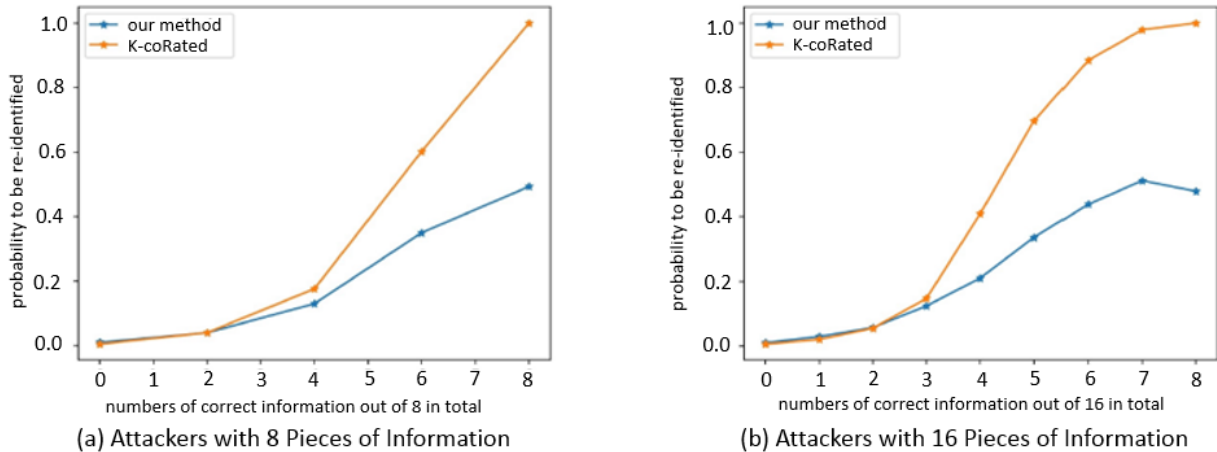 our method
K-coRated
1.0
0.8
0.6
0.4
0.2
0.0
probability to be re-identified
0 1 2 3 4 5 6 7 8
numbers of correct information out of 8 in total
(a) Attackers with 8 Pieces of Information
our method
K-coRated
1.0
0.8
0.6
0.4
0.2
0.0
probability to be re-identified
0 1 2 3 4 5 6 7 8
numbers of correct information out of 16 in total
(b) Attackers with 16 Pieces of Information